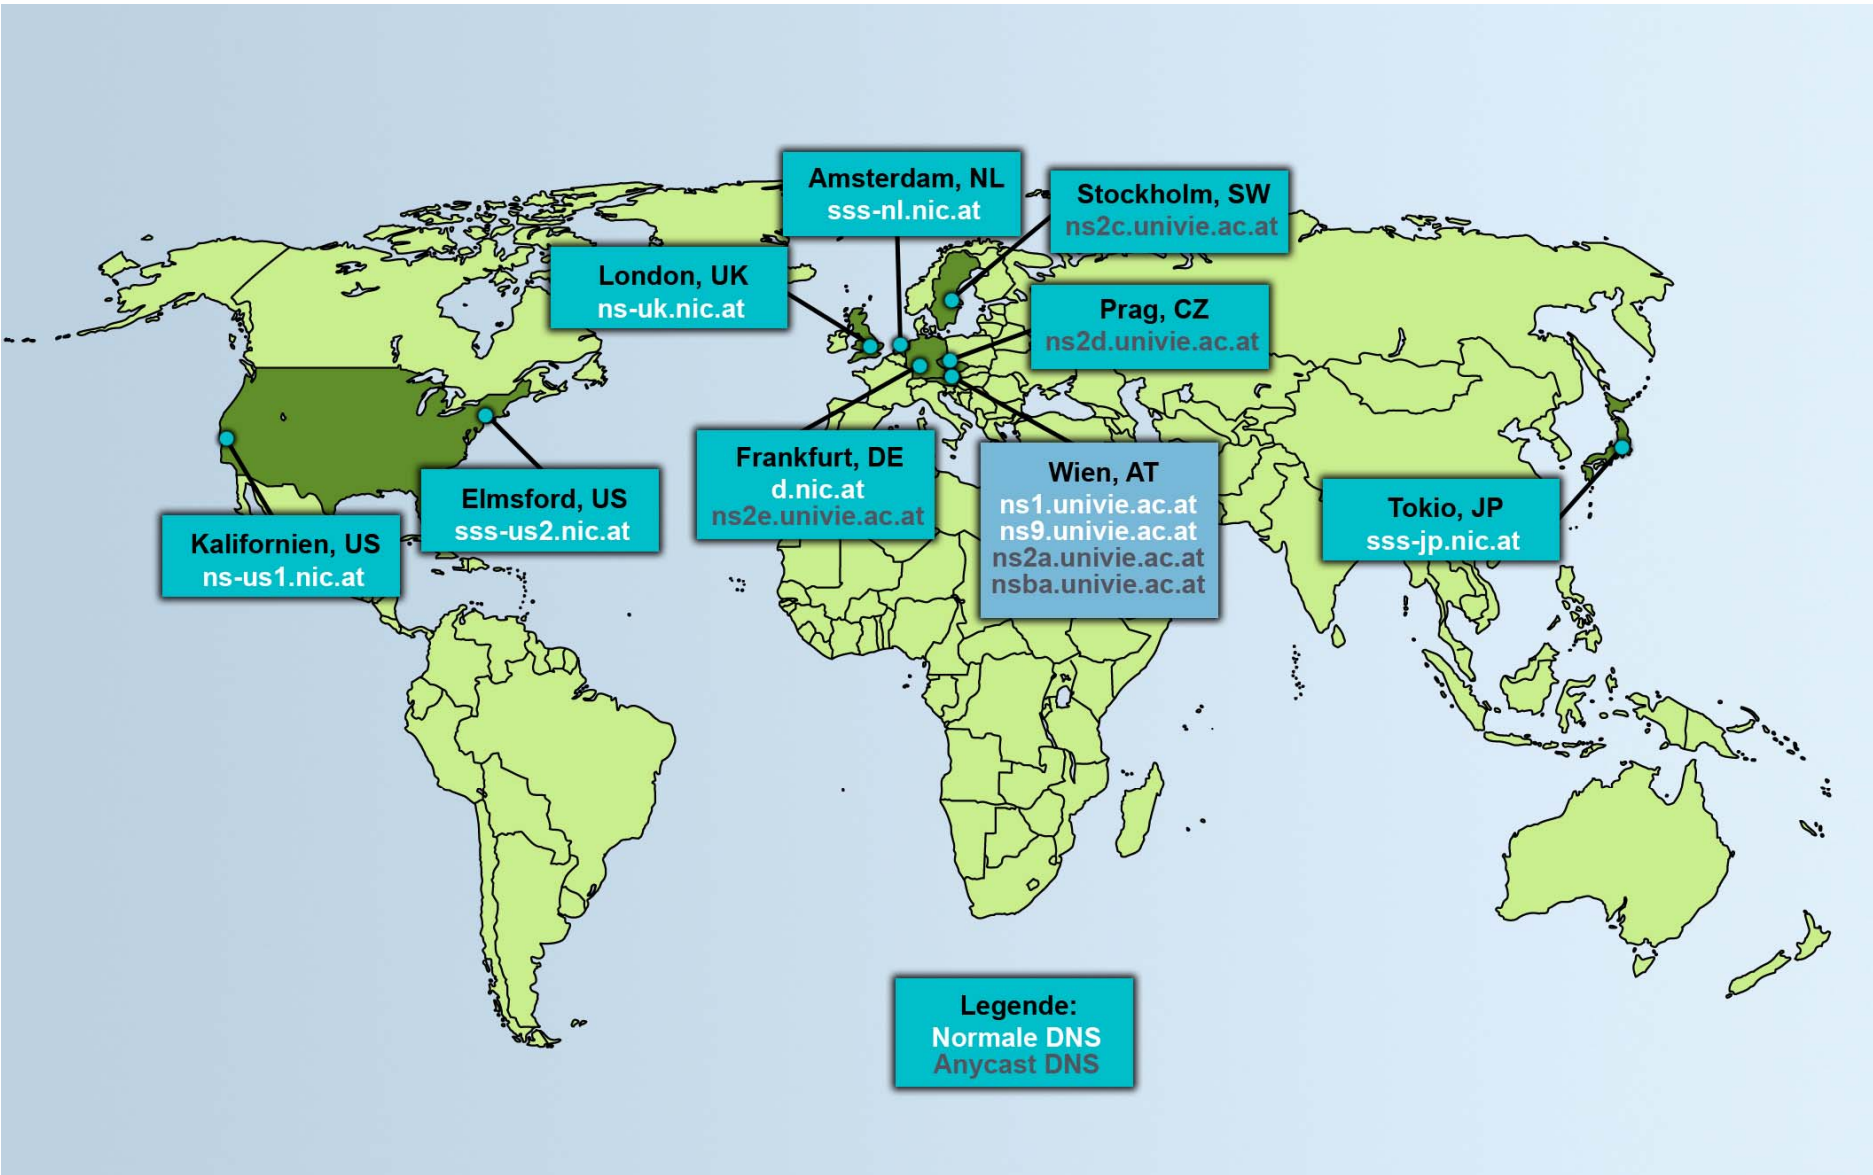 Amsterdam, NL
sss-nl.nic.at
Stockholm, SW
ns2c.univie.ac.at
London, UK
ns-uk.nic.at
Prag, CZ
ns2d.univie.ac.at
Frankfurt, DE
d.nic.at
ns2e.univie.ac.at
Wien, AT
ns1.univie.ac.at
ns9.univie.ac.at
ns2a.univie.ac.at
nsba.univie.ac.at
Elmsford, US
sss-us2.nic.at
Kalifornien, US
ns-us1.nic.at
Tokio, JP
sss-jp.nic.at
Legende:
Normale DNS
Anycast DNS